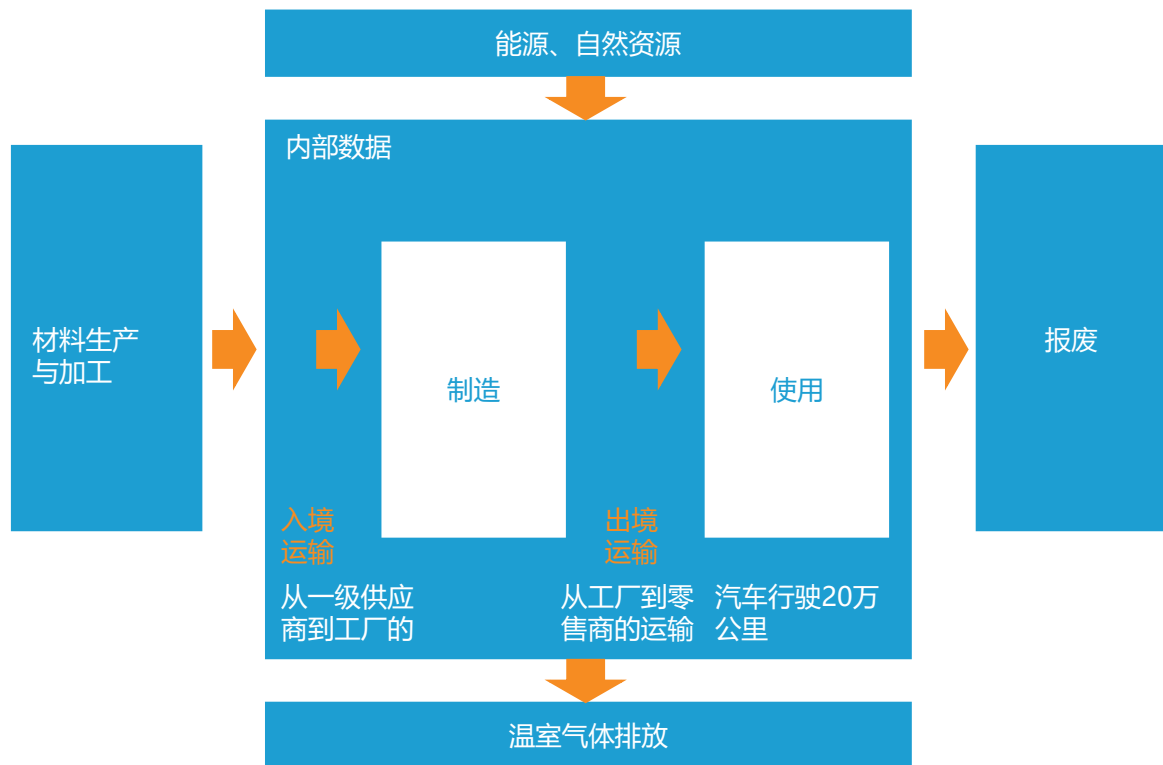 能源、自然资源
内部数据
材料生产
与加工
制造
使用
报废
入境
运输
出境
运输
从一级供应
商到工厂的
从工厂到零
售商的运输
汽车行驶20万
公里
温室气体排放